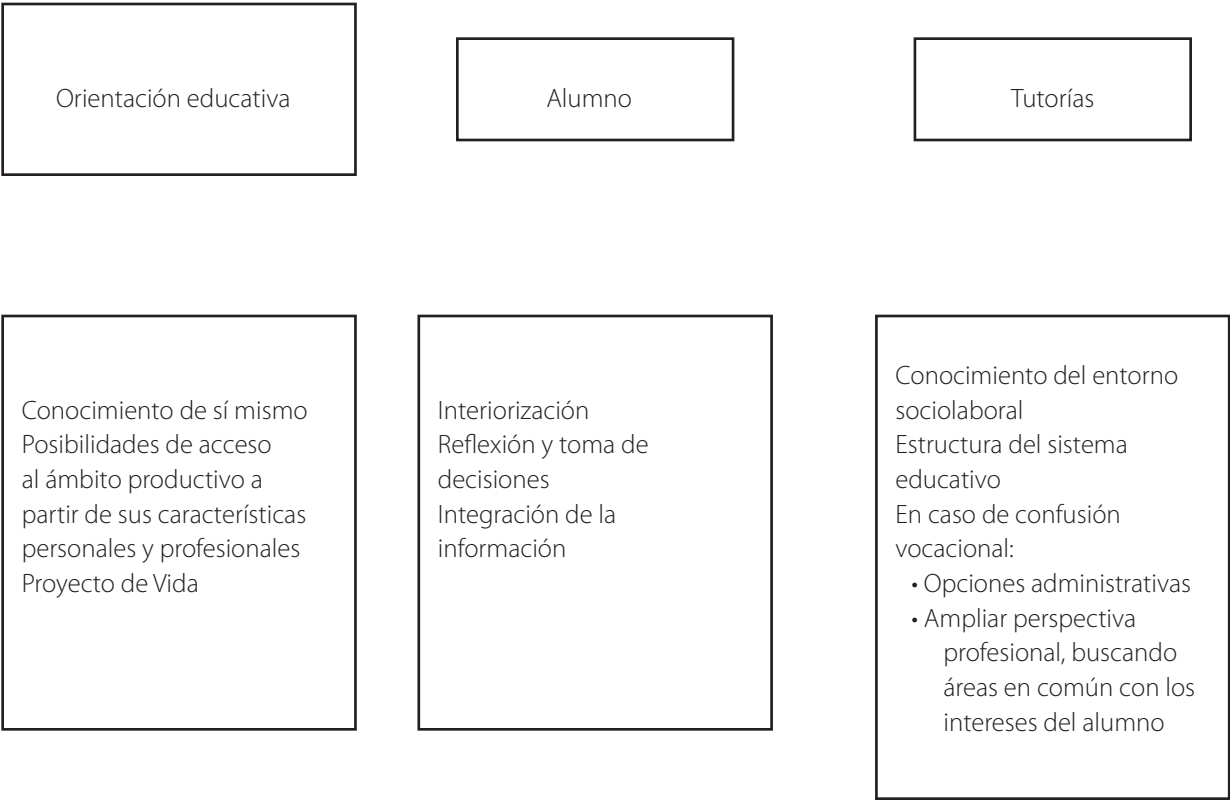 Orientación educativa
Alumno
Tutorías
Conocimiento de sí mismo
Posibilidades de acceso
al ámbito productivo a
partir de sus características
personales y profesionales
Proyecto de Vida
Interiorización
Reflexión y toma de
decisiones
Integración de la
información
Conocimiento del entorno
sociolaboral
Estructura del sistema
educativo
En caso de confusión
vocacional:
• Opciones administrativas
• Ampliar perspectiva
profesional, buscando
áreas en común con los
intereses del alumno